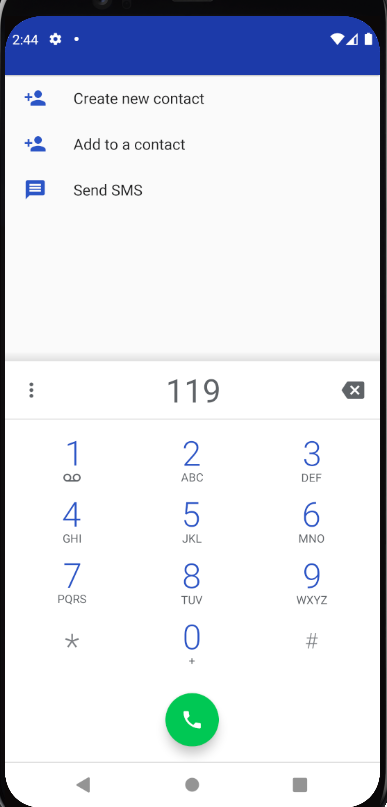 2:44
Create new contact
Add to a contact
Send SMS
119
1 2 3
ABC DEF
4 5 6
GHI JKL MNO
7 8 9
PQRS TUV WXYZ
* 0 #
+